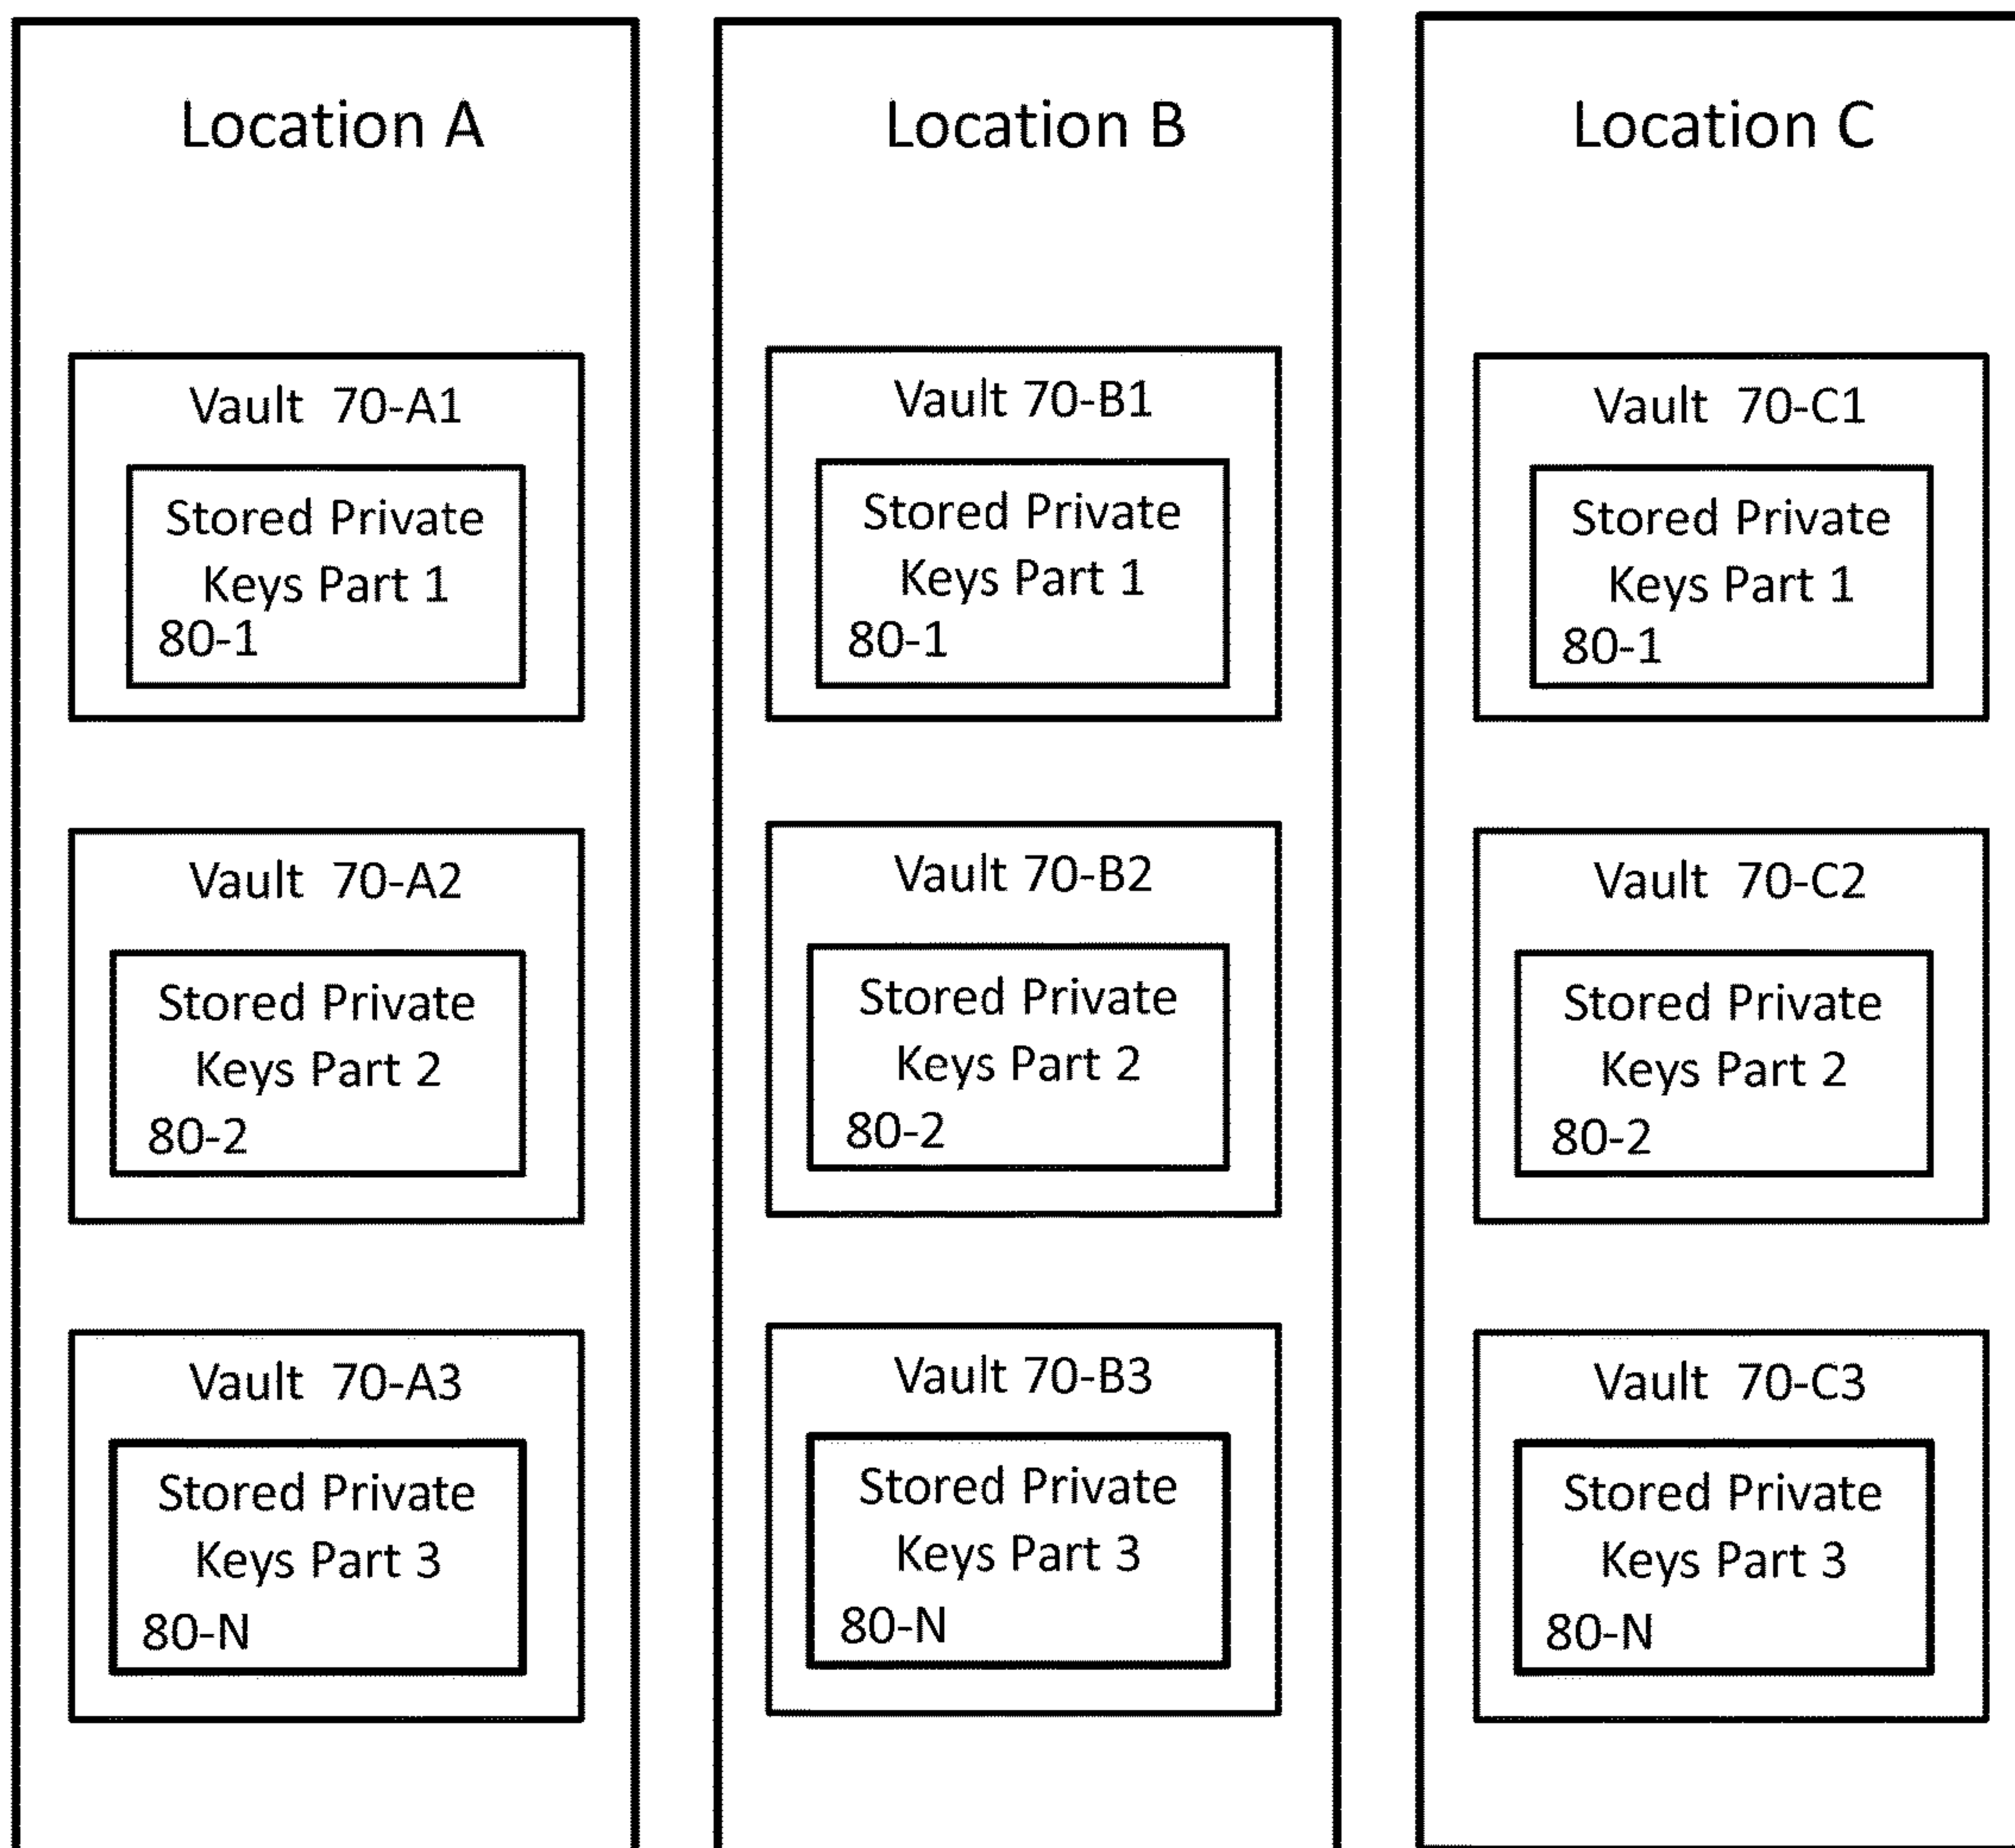 Location A
Vault 70-A1
Stored Private
Keys Part 1
80-1
Vault 70-A2
Stored Private
Keys Part 2
80-2
Vault 70-A3
Stored Private
Keys Part 3
80-N
Location B
Vault 70-B1
Stored Private
Keys Part 1
80-1
Vault 70-B2
Stored Private
Keys Part 2
80-2
Vault 70-B3
Stored Private
Keys Part 3
80-N
Location C
Vault 70-C1
Stored Private
Keys Part 1
80-1
Vault 70-C2
Stored Private
Keys Part 2
80-2
Vault 70-C3
Stored Private
Keys Part 3
80-N